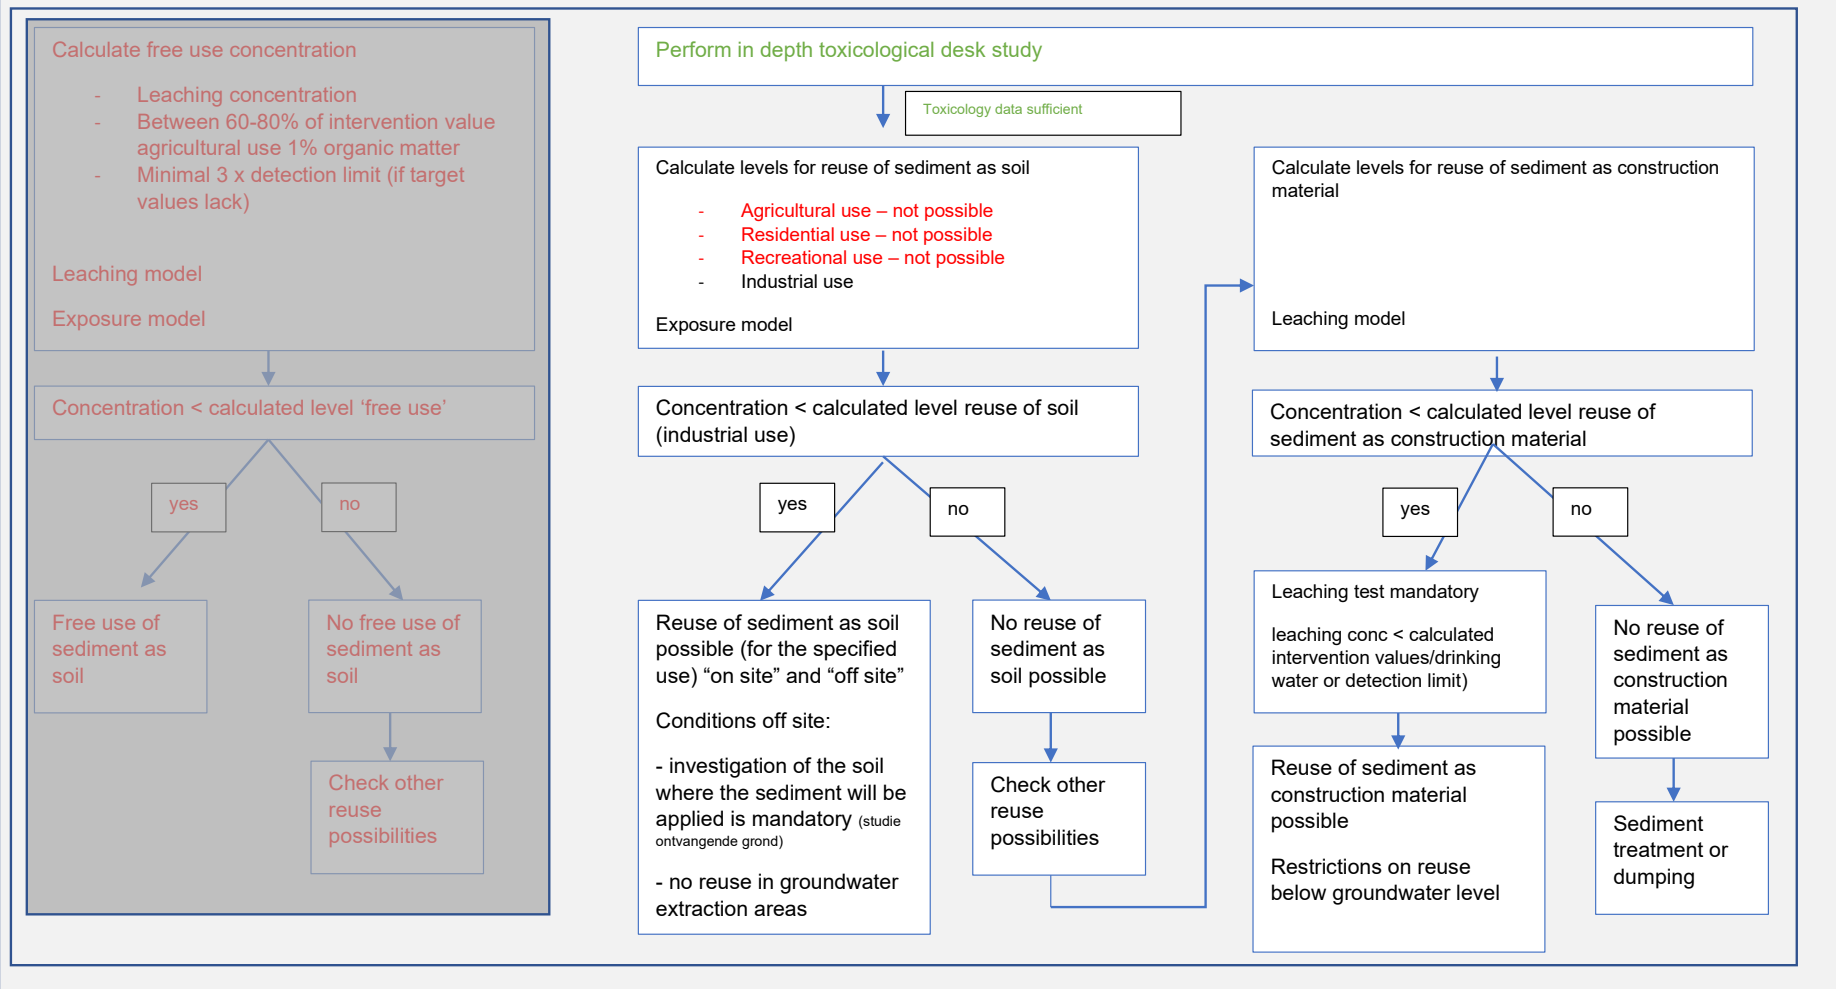 Calculate free use concentration
- Leaching concentration
- Between 60-80% of intervention value
agricultural use 1% organic matter
- Minimal 3 x detection limit (if target
values lack)
Leaching model
Exposure model
Concentration < calculated level ‘free use’
yes
no
Free use of
sediment as
soil
No free use of
sediment as
soil
Check other
reuse
possibilities
Perform in depth toxicological desk study
Toxicology data sufficient
Calculate levels for reuse of sediment as soil
- Agricultural use – not possible
- Residential use – not possible
- Recreational use – not possible
- Industrial use
Exposure model
Concentration < calculated level reuse of soil
(industrial use)
yes
no
Reuse of sediment as soil
possible (for the specified
use) “on site” and “off site”
Conditions off site:
- investigation of the soil
where the sediment will be
applied is mandatory (studie
ontvangende grond)
- no reuse in groundwater
extraction areas
No reuse of
sediment as
soil possible
Check other
reuse
possibilities
Calculate levels for reuse of sediment as construction
material
Leaching model
Concentration < calculated level reuse of
sediment as construction material
yes
no
Leaching test mandatory
leaching conc < calculated
intervention values/drinking
water or detection limit)
Reuse of sediment as
construction material
possible
Restrictions on reuse
below groundwater level
No reuse of
sediment as
construction
material
possible
Sediment
treatment or
dumping